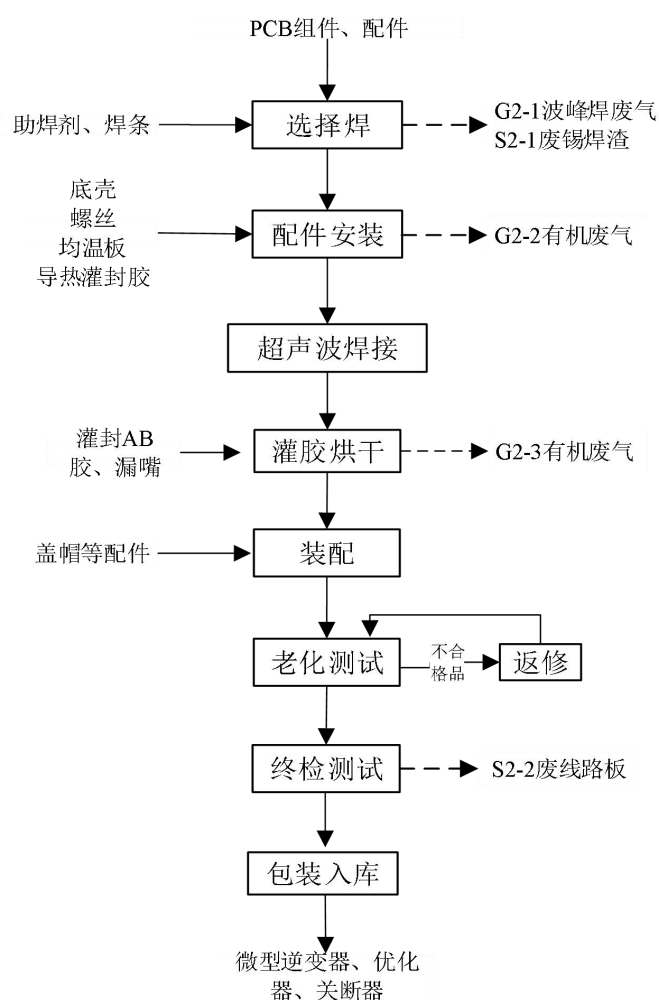 PCB组件、配件
助焊剂、焊条
选择焊
G2-1波峰焊废气
S2-1废锡焊渣
底壳
螺丝
均温板
导热灌封胶
配件安装
G2-2有机废气
超声波焊接
灌封AB
胶、漏嘴
灌胶烘干
G2-3有机废气
盖帽等配件
装配
老化测试
不合
格品
返修
终检测试
S2-2废线路板
包装入库
微型逆变器、优化
器、关断器